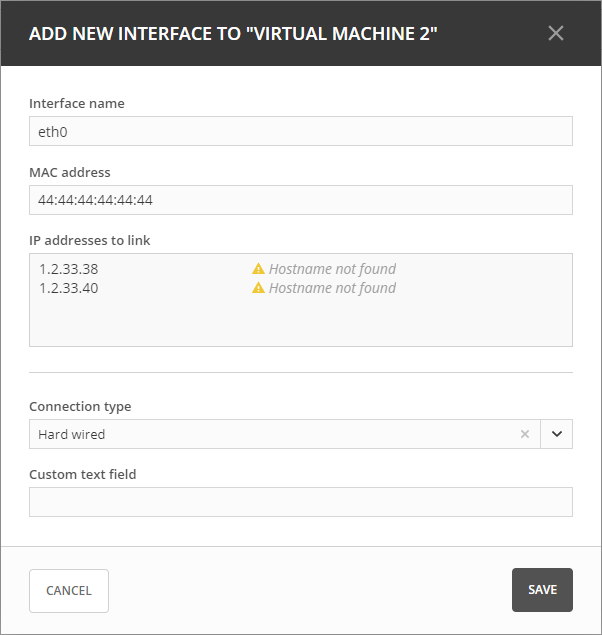 ADD NEW INTERFACE TO "VIRTUAL MACHINE 2"
Interface name
eth0
MAC address
44:44:44:44:44:44
IP addresses to link
1.2.33.38 Hostname not found
1.2.33.40 Hostname not found
Connection type
Hard wired
Custom text field
CANCEL SAVE